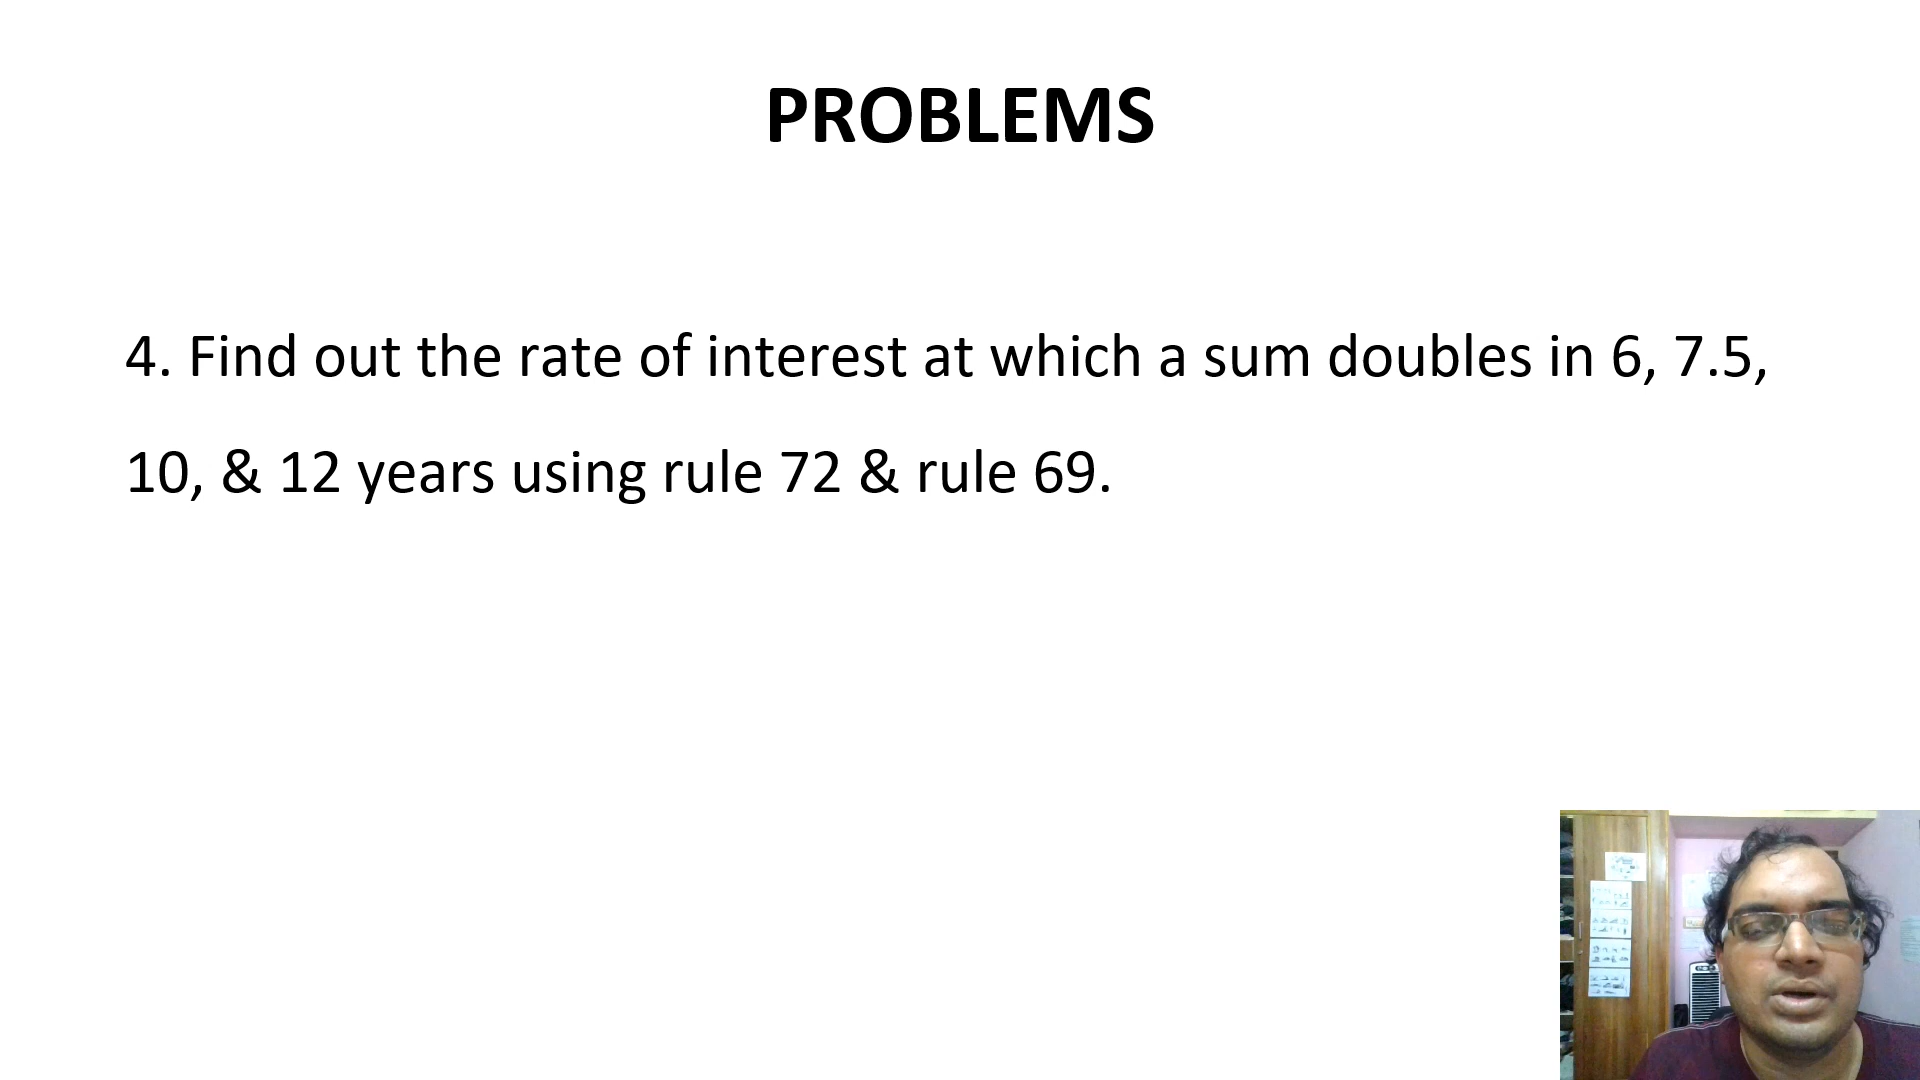 PROBLEMS
4. Find out the rate of interest at which a sum doubles in 6, 7.5,
10, & 12 years using rule 72 & rule 69.